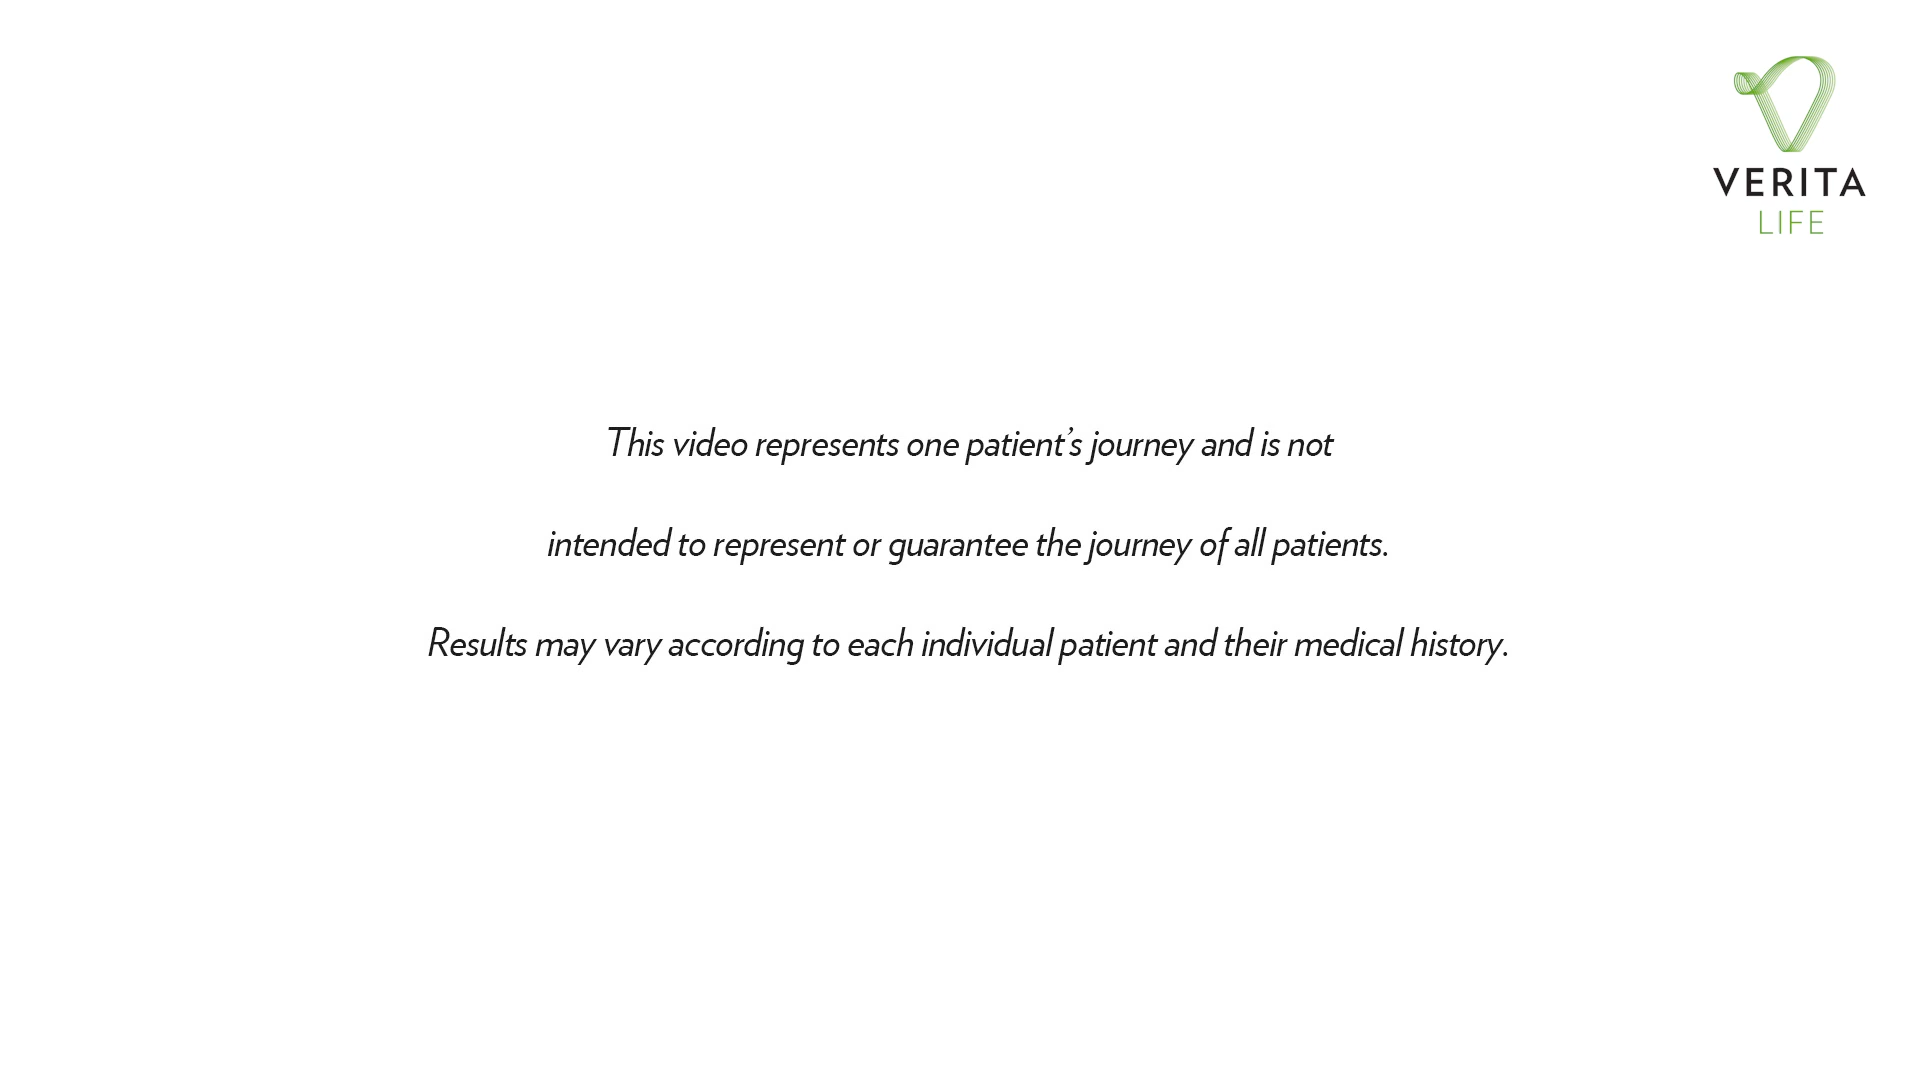 VERITA
LIFE
This video represents one patient’s journey and is not
intended to represent or guarantee the journey of all patients.
Results may vary according to each individual patient and their medical history.